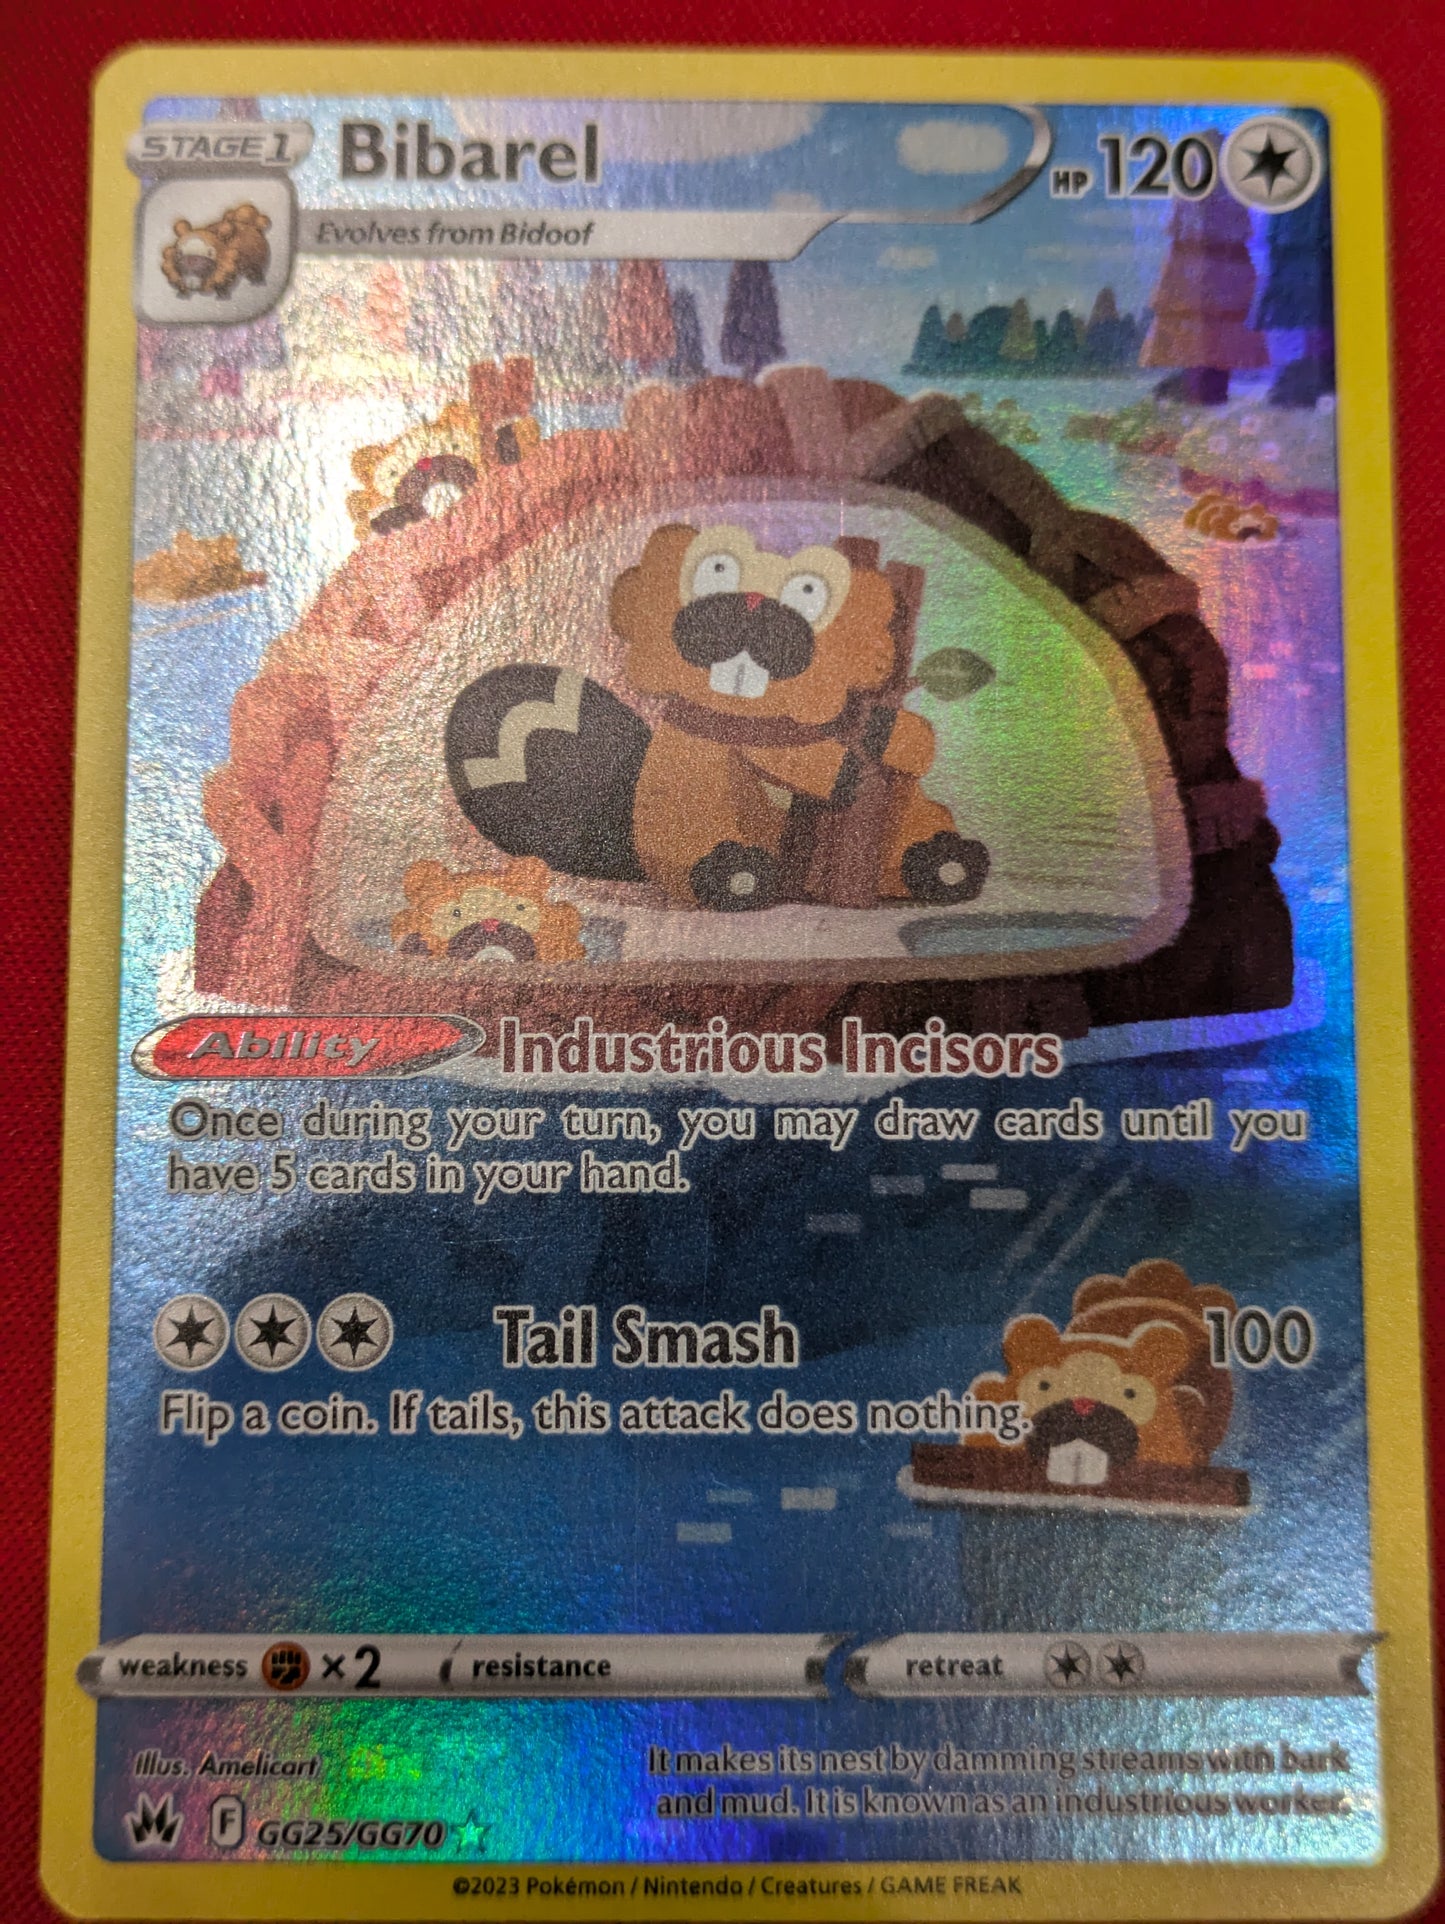 STAGE 1 Bibarel HP 120
Evolves from Bidoof
Ability Industrious Incisors
Once during your turn, you may draw cards until you
have 5 cards in your hand.
Tail Smash 100
Flip a coin. If tails, this attack does nothing.
weakness ×2 resistance retreat
Illus. Amelicart
It makes its nest by damming streams with bark
and mud. It is known as an industrious worker.
F GG25/GG70
©2023 Pokémon / Nintendo / Creatures / GAME FREAK